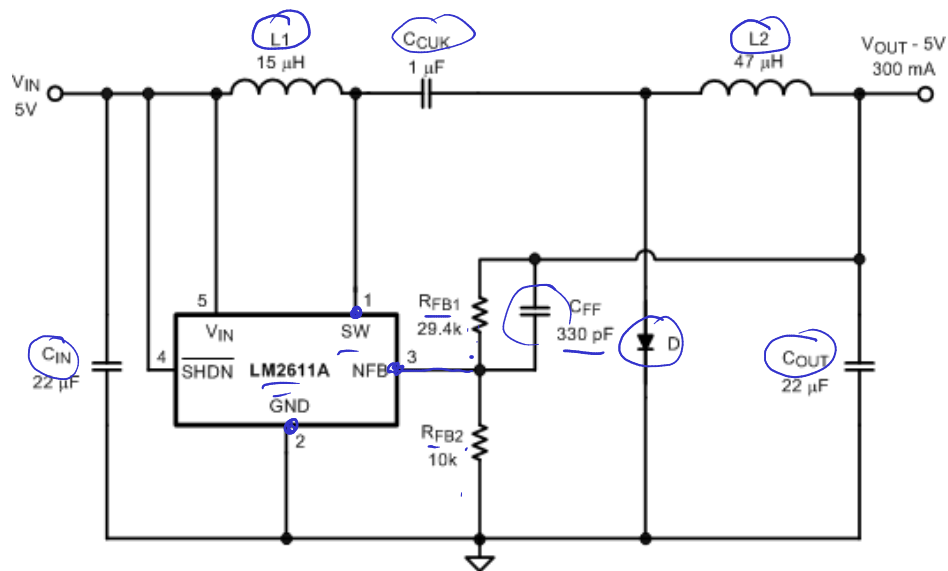 L1
15 μH
CCUK
1 μF
L2
47 μH
VOUT - 5V
300 mA
VIN
5V
5
1
VIN
SW
RFB1
29.4k
CFF
330 pF
D
CIN
22 μF
4
SHDN
LM2611A
NFB
3
COUT
22 μF
GND
2
RFB2
10k